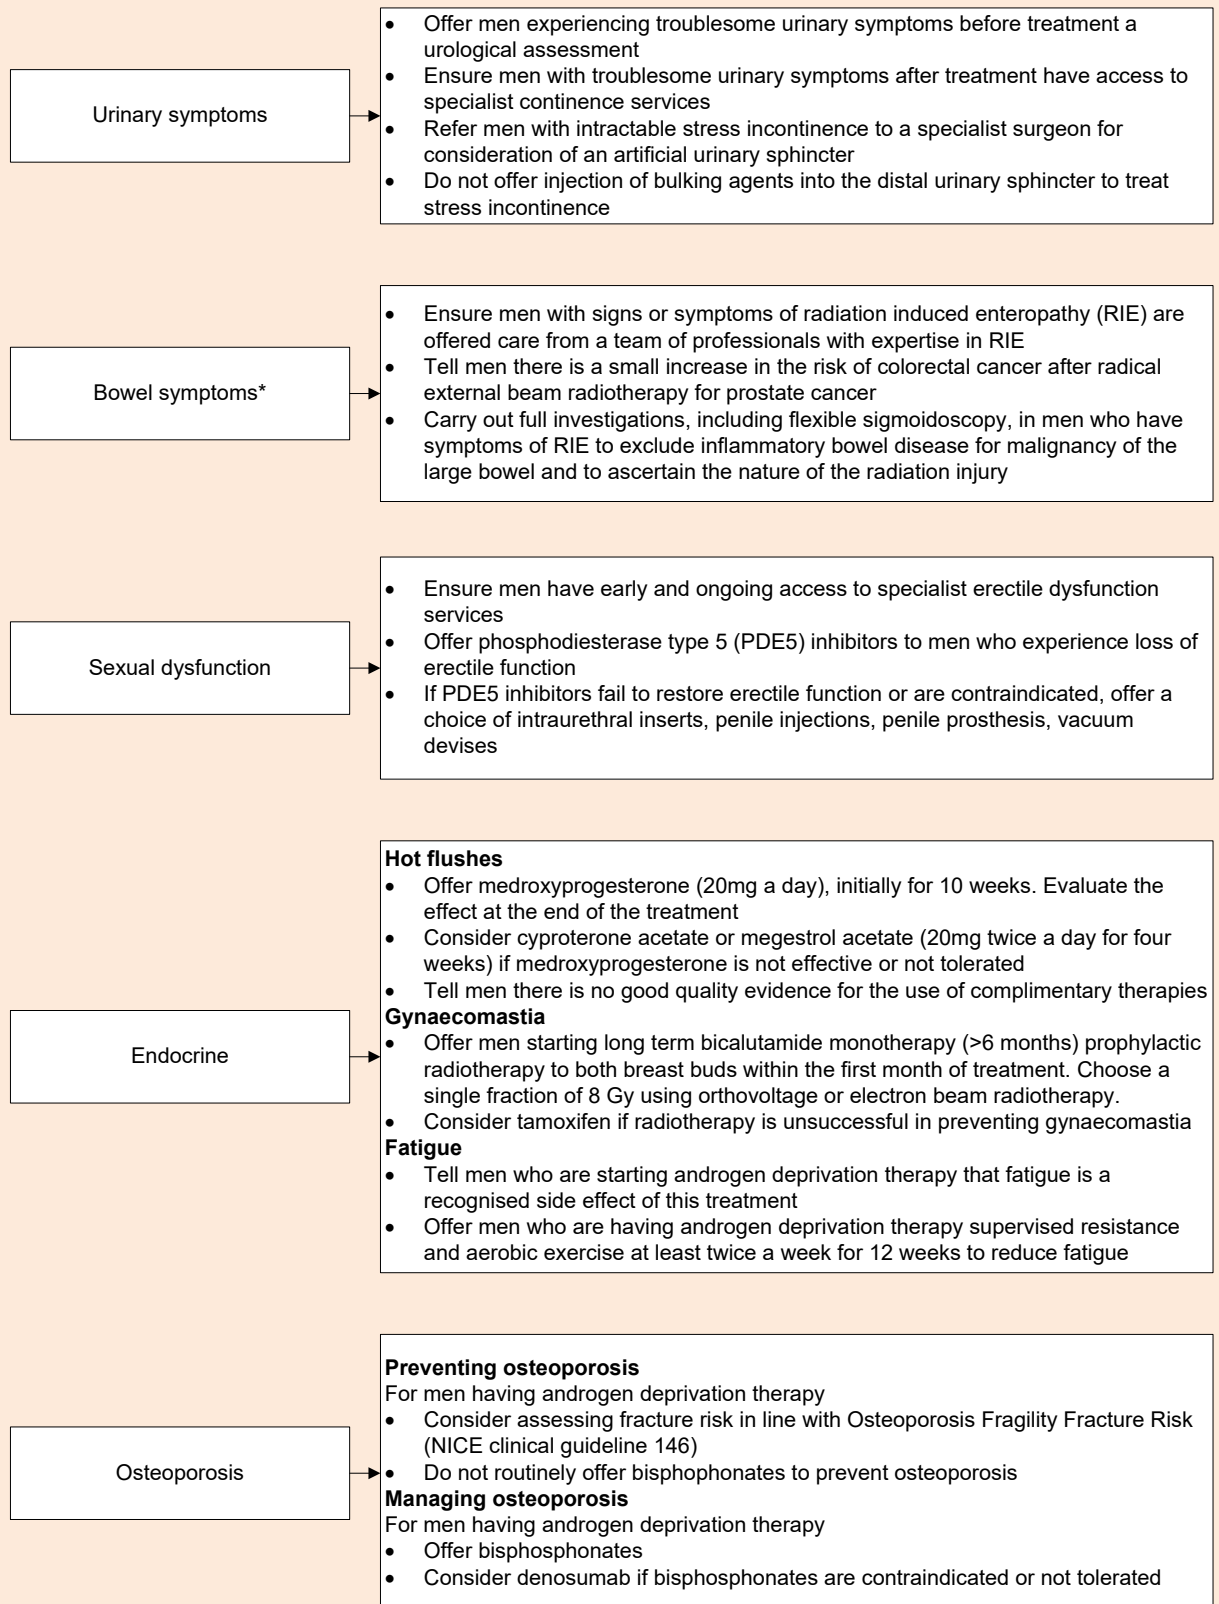 Urinary symptoms
• Offer men experiencing troublesome urinary symptoms before treatment a
urological assessment
• Ensure men with troublesome urinary symptoms after treatment have access to
specialist continence services
• Refer men with intractable stress incontinence to a specialist surgeon for
consideration of an artificial urinary sphincter
• Do not offer injection of bulking agents into the distal urinary sphincter to treat
stress incontinence
Bowel symptoms*
• Ensure men with signs or symptoms of radiation induced enteropathy (RIE) are
offered care from a team of professionals with expertise in RIE
• Tell men there is a small increase in the risk of colorectal cancer after radical
external beam radiotherapy for prostate cancer
• Carry out full investigations, including flexible sigmoidoscopy, in men who have
symptoms of RIE to exclude inflammatory bowel disease for malignancy of the
large bowel and to ascertain the nature of the radiation injury
Sexual dysfunction
• Ensure men have early and ongoing access to specialist erectile dysfunction
services
• Offer phosphodiesterase type 5 (PDE5) inhibitors to men who experience loss of
erectile function
• If PDE5 inhibitors fail to restore erectile function or are contraindicated, offer a
choice of intraurethral inserts, penile injections, penile prosthesis, vacuum
devises
Endocrine
Hot flushes
• Offer medroxyprogesterone (20mg a day), initially for 10 weeks. Evaluate the
effect at the end of the treatment
• Consider cyproterone acetate or megestrol acetate (20mg twice a day for four
weeks) if medroxyprogesterone is not effective or not tolerated
• Tell men there is no good quality evidence for the use of complimentary therapies
Gynaecomastia
• Offer men starting long term bicalutamide monotherapy (>6 months) prophylactic
radiotherapy to both breast buds within the first month of treatment. Choose a
single fraction of 8 Gy using orthovoltage or electron beam radiotherapy.
• Consider tamoxifen if radiotherapy is unsuccessful in preventing gynaecomastia
Fatigue
• Tell men who are starting androgen deprivation therapy that fatigue is a
recognised side effect of this treatment
• Offer men who are having androgen deprivation therapy supervised resistance
and aerobic exercise at least twice a week for 12 weeks to reduce fatigue
Osteoporosis
Preventing osteoporosis
For men having androgen deprivation therapy
• Consider assessing fracture risk in line with Osteoporosis Fragility Fracture Risk
(NICE clinical guideline 146)
• Do not routinely offer bisphophonates to prevent osteoporosis
Managing osteoporosis
For men having androgen deprivation therapy
• Offer bisphosphonates
• Consider denosumab if bisphosphonates are contraindicated or not tolerated